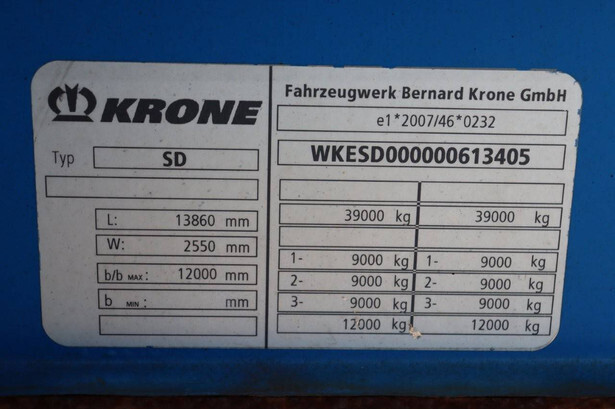 KRONE
Typ SD
L: 13860 mm
W: 2550 mm
b/b MAX: 12000 mm
b MIN: mm
Fahrzeugwerk Bernard Krone GmbH
e1*2007/46*0232
WKESD000000613405
39000 kg 39000 kg
1- 9000 kg 1- 9000 kg
2- 9000 kg 2- 9000 kg
3- 9000 kg 3- 9000 kg
12000 kg 12000 kg